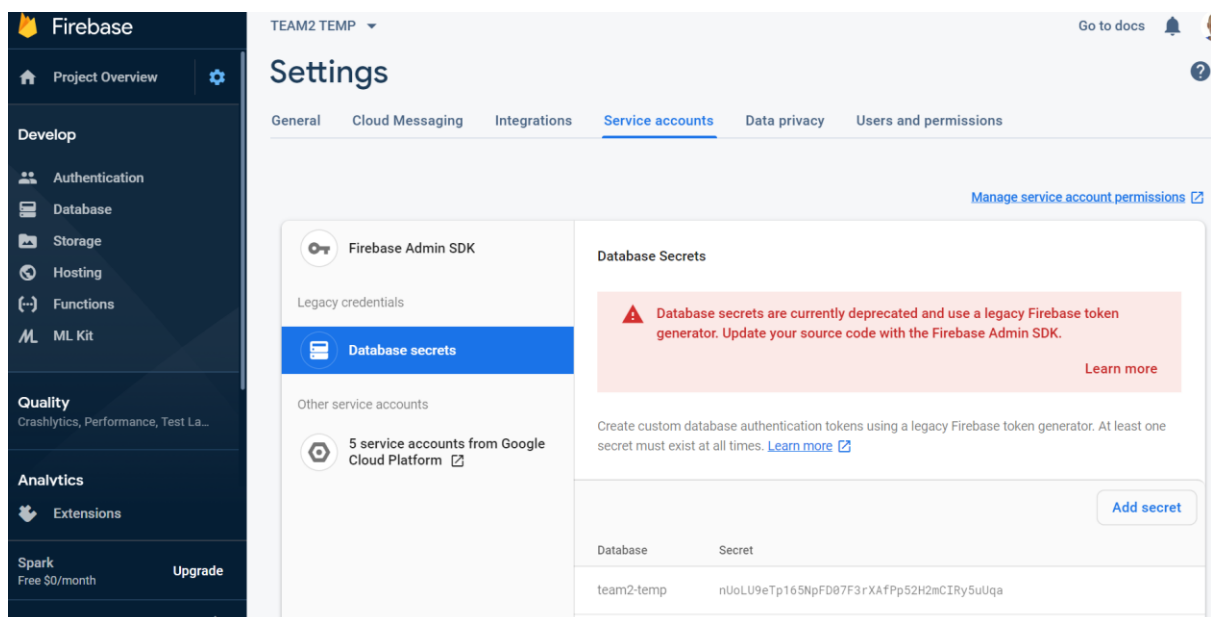 Firebase
Project Overview
Develop
Authentication
Database
Storage
Hosting
Functions
ML Kit
Quality
Crashlytics, Performance, Test La...
Analytics
Extensions
Spark
Free $0/month
Upgrade
TEAM2 TEMP
Go to docs
Settings
General Cloud Messaging Integrations Service accounts Data privacy Users and permissions
Manage service account permissions
Firebase Admin SDK
Legacy credentials
Database secrets
Other service accounts
5 service accounts from Google
Cloud Platform
Database Secrets
Database secrets are currently deprecated and use a legacy Firebase token
generator. Update your source code with the Firebase Admin SDK.
Learn more
Create custom database authentication tokens using a legacy Firebase token generator. At least one
secret must exist at all times. Learn more
Add secret
Database Secret
team2-temp nUoLU9eTp165NpFD07F3rXAfPp52H2mCIRy5uUqa